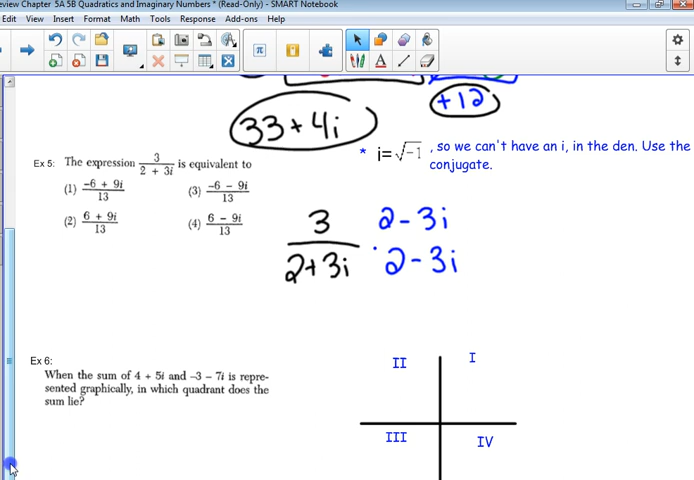 eview Chapter 5A 5B Quadratics and Imaginary Numbers * (Read-Only) - SMART Notebook
Edit View Insert Format Math Tools Response Add-ons Help
π
A
33 + 4i
+12
* i=√-1 , so we can't have an i, in the den. Use the
conjugate.
Ex 5: The expression 3/(2 + 3i) is equivalent to
(1) (-6 + 9i)/13 (3) (-6 - 9i)/13
(2) (6 + 9i)/13 (4) (6 - 9i)/13
3 2 - 3i
2+3i · 2 - 3i
Ex 6:
When the sum of 4 + 5i and -3 - 7i is repre-
sented graphically, in which quadrant does the
sum lie?
II I
III IV